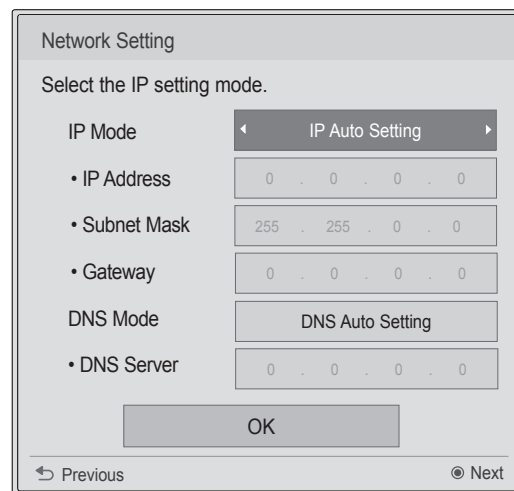 Network Setting
Select the IP setting mode.
IP Mode IP Auto Setting
• IP Address 0 . 0 . 0 . 0
• Subnet Mask 255 . 255 . 0 . 0
• Gateway 0 . 0 . 0 . 0
DNS Mode DNS Auto Setting
• DNS Server 0 . 0 . 0 . 0
OK
Previous Next